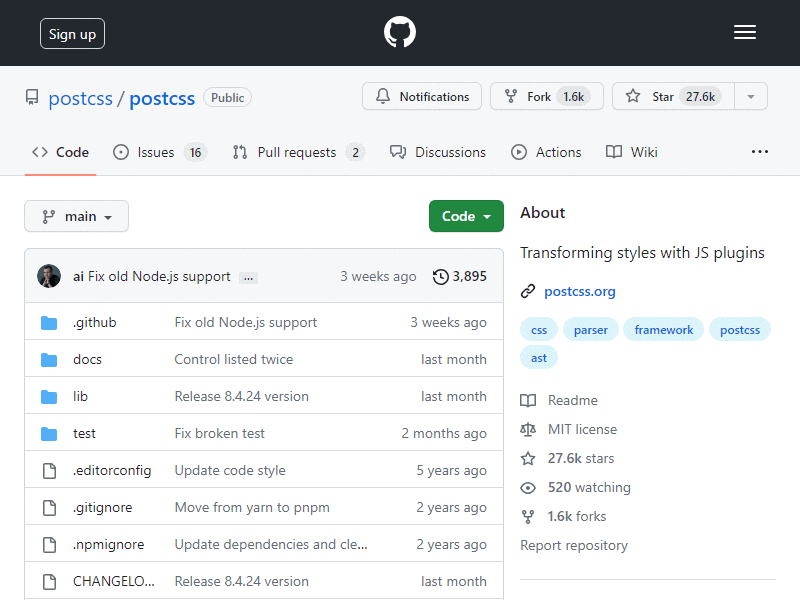 Sign up
postcss / postcss Public
Notifications Fork 1.6k Star 27.6k
Code Issues 16 Pull requests 2 Discussions Actions Wiki
main Code
ai Fix old Node.js support ... 3 weeks ago 3,895
.github Fix old Node.js support 3 weeks ago
docs Control listed twice last month
lib Release 8.4.24 version last month
test Fix broken test 2 months ago
.editorconfig Update code style 5 years ago
.gitignore Move from yarn to pnpm 2 years ago
.npmignore Update dependencies and cle... 2 years ago
CHANGELO... Release 8.4.24 version last month
About
Transforming styles with JS plugins
postcss.org
css parser framework postcss
ast
Readme
MIT license
27.6k stars
520 watching
1.6k forks
Report repository